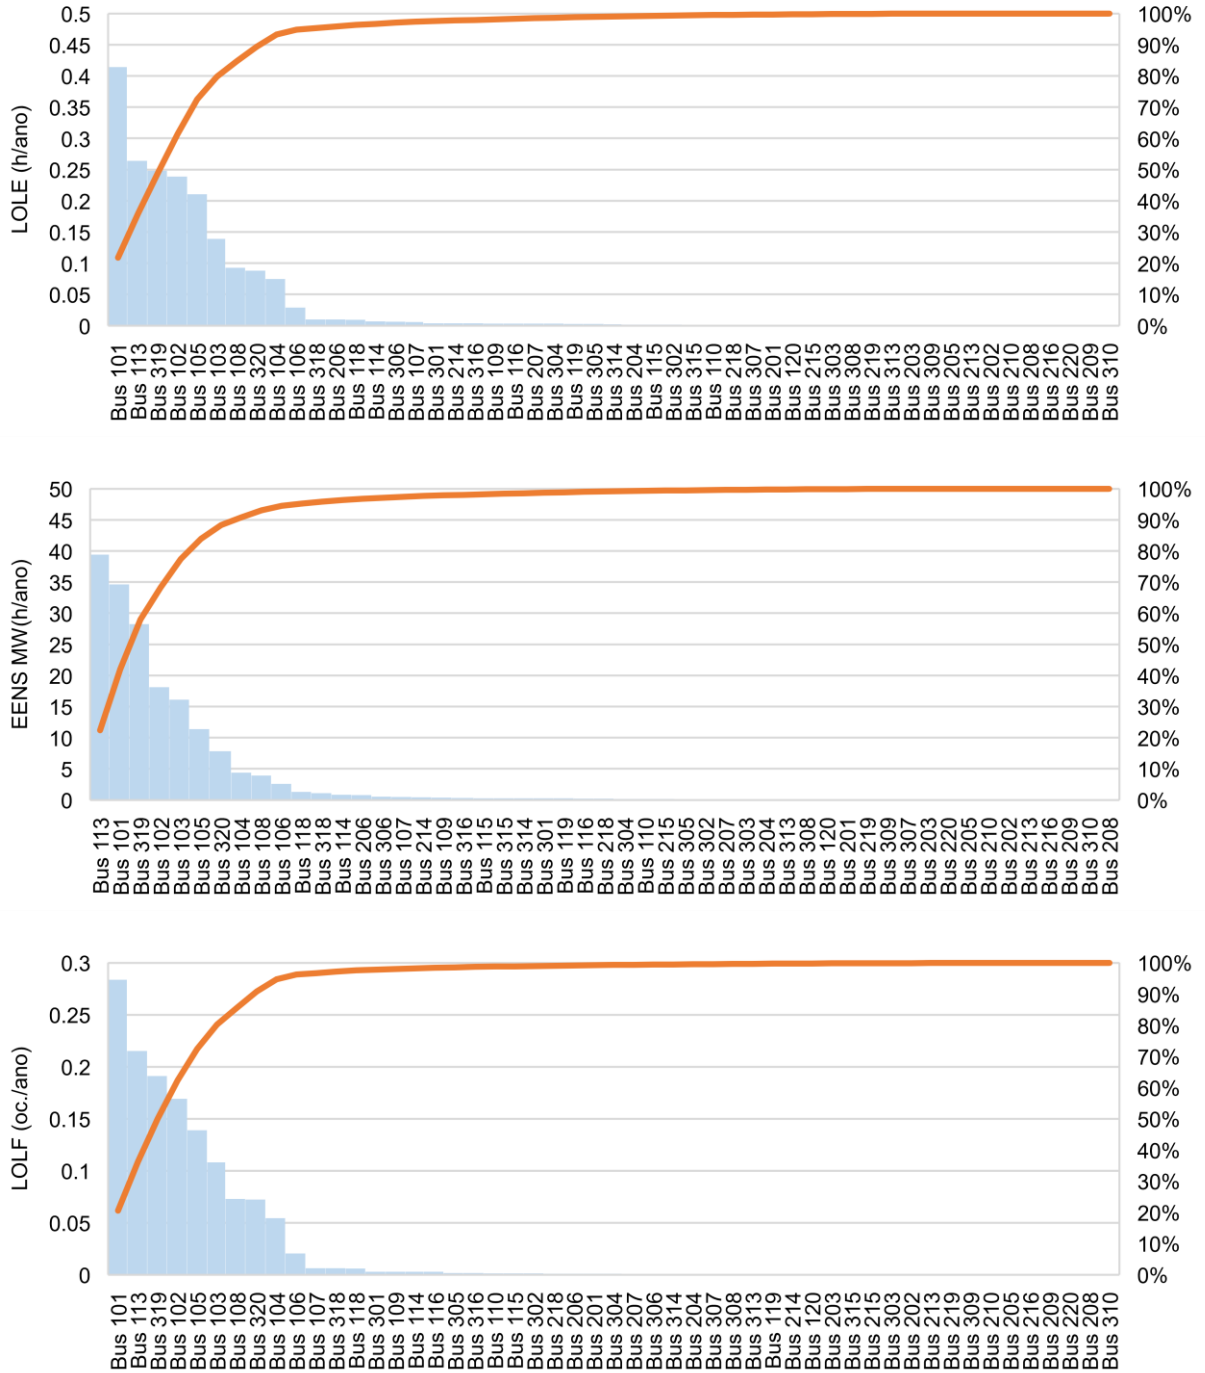 LOLE (h/ano)
0.5
0.45
0.4
0.35
0.3
0.25
0.2
0.15
0.1
0.05
0
100%
90%
80%
70%
60%
50%
40%
30%
20%
10%
0%
Bus 101
Bus 113
Bus 319
Bus 102
Bus 105
Bus 103
Bus 108
Bus 320
Bus 104
Bus 106
Bus 318
Bus 206
Bus 118
Bus 114
Bus 306
Bus 107
Bus 301
Bus 214
Bus 316
Bus 109
Bus 116
Bus 207
Bus 304
Bus 119
Bus 305
Bus 314
Bus 204
Bus 115
Bus 302
Bus 315
Bus 110
Bus 218
Bus 307
Bus 201
Bus 120
Bus 215
Bus 303
Bus 308
Bus 219
Bus 313
Bus 203
Bus 309
Bus 205
Bus 213
Bus 202
Bus 210
Bus 208
Bus 216
Bus 220
Bus 209
Bus 310
EENS MW(h/ano)
50
45
40
35
30
25
20
15
10
5
0
100%
90%
80%
70%
60%
50%
40%
30%
20%
10%
0%
Bus 113
Bus 101
Bus 319
Bus 102
Bus 103
Bus 105
Bus 320
Bus 104
Bus 108
Bus 106
Bus 118
Bus 318
Bus 114
Bus 206
Bus 306
Bus 107
Bus 214
Bus 109
Bus 316
Bus 115
Bus 315
Bus 314
Bus 301
Bus 119
Bus 116
Bus 218
Bus 304
Bus 110
Bus 215
Bus 305
Bus 302
Bus 207
Bus 303
Bus 204
Bus 313
Bus 308
Bus 120
Bus 201
Bus 219
Bus 309
Bus 307
Bus 203
Bus 220
Bus 205
Bus 210
Bus 202
Bus 213
Bus 216
Bus 209
Bus 310
Bus 208
LOLF (oc./ano)
0.3
0.25
0.2
0.15
0.1
0.05
0
100%
90%
80%
70%
60%
50%
40%
30%
20%
10%
0%
Bus 101
Bus 113
Bus 319
Bus 102
Bus 105
Bus 103
Bus 108
Bus 320
Bus 104
Bus 106
Bus 107
Bus 318
Bus 118
Bus 301
Bus 109
Bus 114
Bus 116
Bus 305
Bus 316
Bus 110
Bus 115
Bus 302
Bus 218
Bus 206
Bus 201
Bus 304
Bus 207
Bus 306
Bus 314
Bus 204
Bus 307
Bus 308
Bus 313
Bus 119
Bus 214
Bus 120
Bus 203
Bus 315
Bus 215
Bus 303
Bus 202
Bus 213
Bus 219
Bus 309
Bus 210
Bus 205
Bus 216
Bus 209
Bus 220
Bus 208
Bus 310